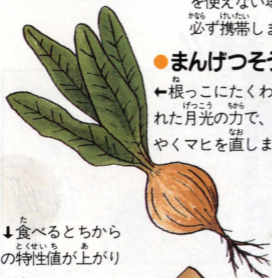 を使えない場
必ず携帯しま
●まんげつそう
←根っこにたくわ
れた月光の力で、
やくマヒを直しま
↓食べるとちから
の特性値が上がり